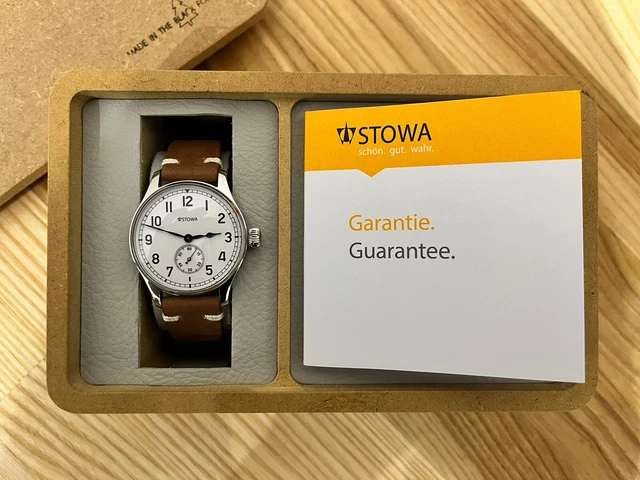 MADE IN THE BLACK FO
STOWA
schön. gut. wahr.
Garantie.
Guarantee.
11 12 1
10 2
STOWA
9 3
8 4
7 5
60